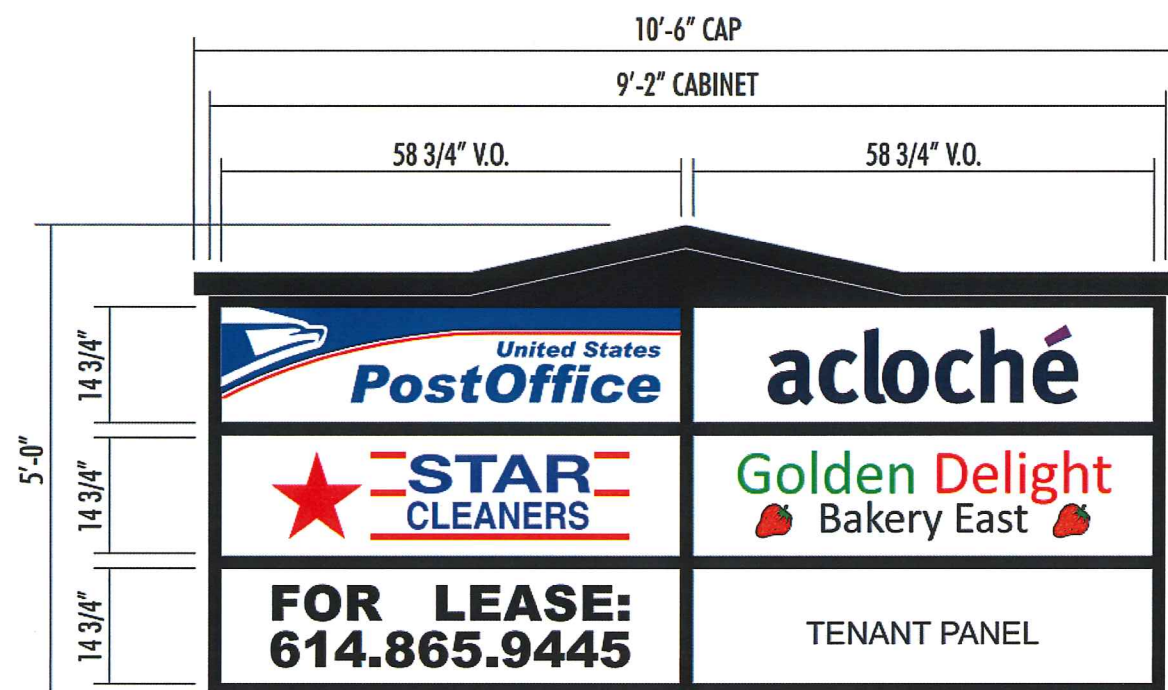 10'-6" CAP
9'-2" CABINET
58 3/4" V.O.
58 3/4" V.O.
5'-0"
14 3/4"
United States
PostOffice
acloché
14 3/4"
STAR
CLEANERS
Golden Delight
Bakery East
14 3/4"
FOR LEASE:
614.865.9445
TENANT PANEL